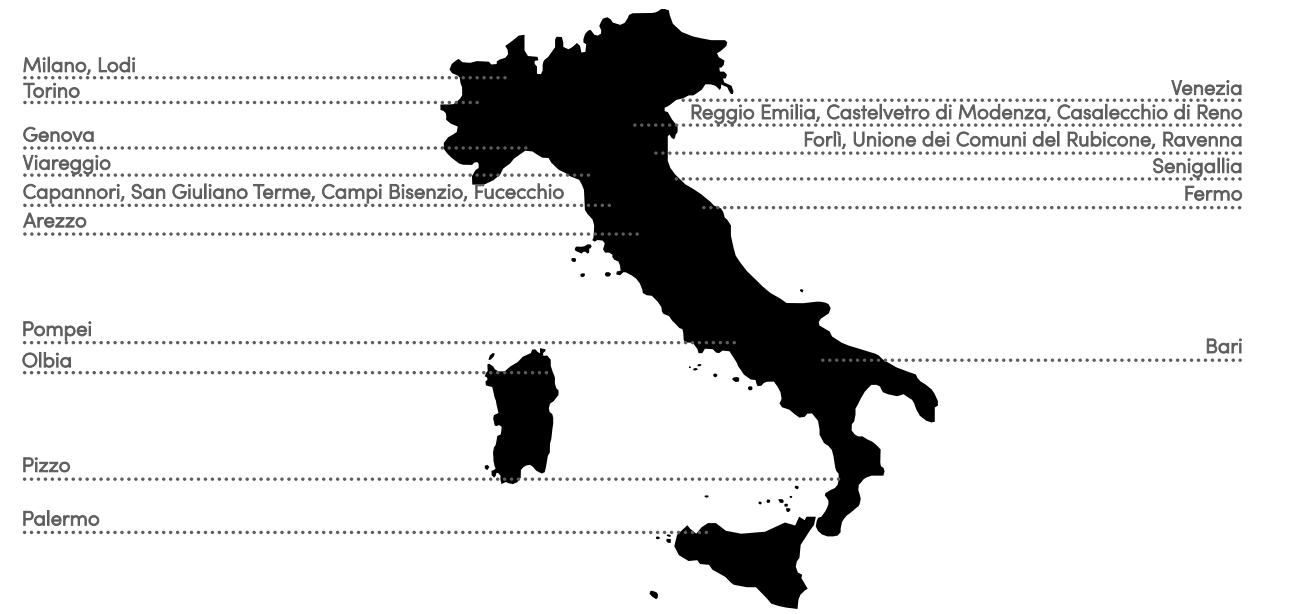 Milano, Lodi
Torino
Genova
Viareggio
Capannori, San Giuliano Terme, Campi Bisenzio, Fucecchio
Arezzo
Pompei
Olbia
Pizzo
Palermo
Venezia
Reggio Emilia, Castelvetro di Modenza, Casalecchio di Reno
Forlì, Unione dei Comuni del Rubicone, Ravenna
Senigallia
Fermo
Bari